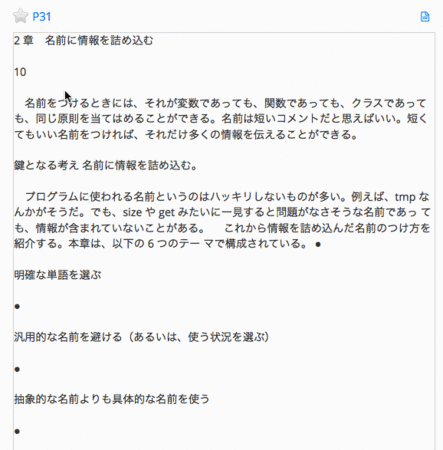 P31
2 章　名前に情報を詰め込む
10
　名前をつけるときには、それが変数であっても、関数であっても、クラスであって
も、同じ原則を当てはめることができる。名前は短いコメントだと思えばいい。短く
てもいい名前をつければ、それだけ多くの情報を伝えることができる。
鍵となる考え 名前に情報を詰め込む。
　プログラムに使われる名前というのはハッキリしないものが多い。例えば、tmp な
んかがそうだ。でも、size や get みたいに一見すると問題がなさそうな名前であっ て
も、情報が含まれていないことがある。　 これから情報を詰め込んだ名前のつけ方を
紹介する。本章は、以下の 6 つのテー マで構成されている。 ●
明確な単語を選ぶ
●
汎用的な名前を避ける（あるいは、使う状況を選ぶ）
●
抽象的な名前よりも具体的な名前を使う
●